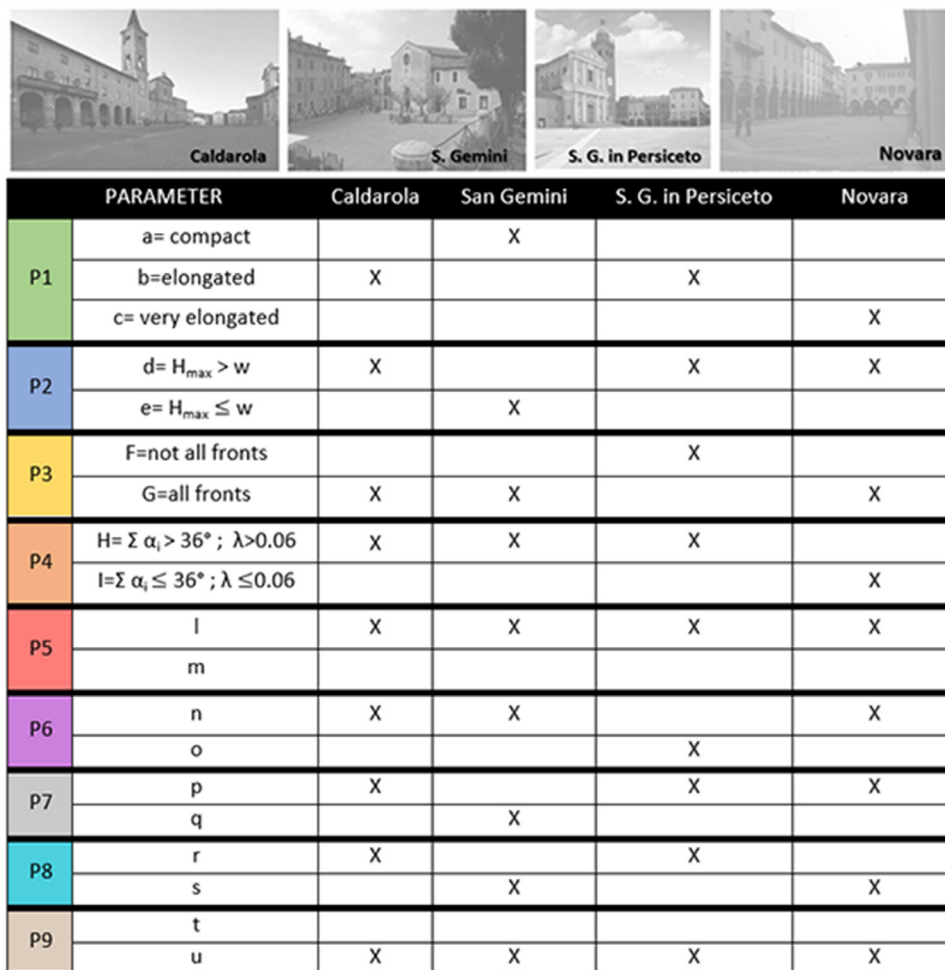 Caldarola S. Gemini S. G. in Persiceto Novara
PARAMETER Caldarola San Gemini S. G. in Persiceto Novara
a= compact X
P1 b=elongated X X
c= very elongated X
d= Hmax > w X X X
P2
e= Hmax ≤ w X
F=not all fronts X
P3
G=all fronts X X X
H= Σ αi > 36° ; λ>0.06 X X X
P4
I=Σ αi ≤ 36° ; λ ≤0.06 X
l X X X X
P5
m
n X X X
P6
o X
p X X X
P7
q X
r X X
P8
s X X
t
P9
u X X X X